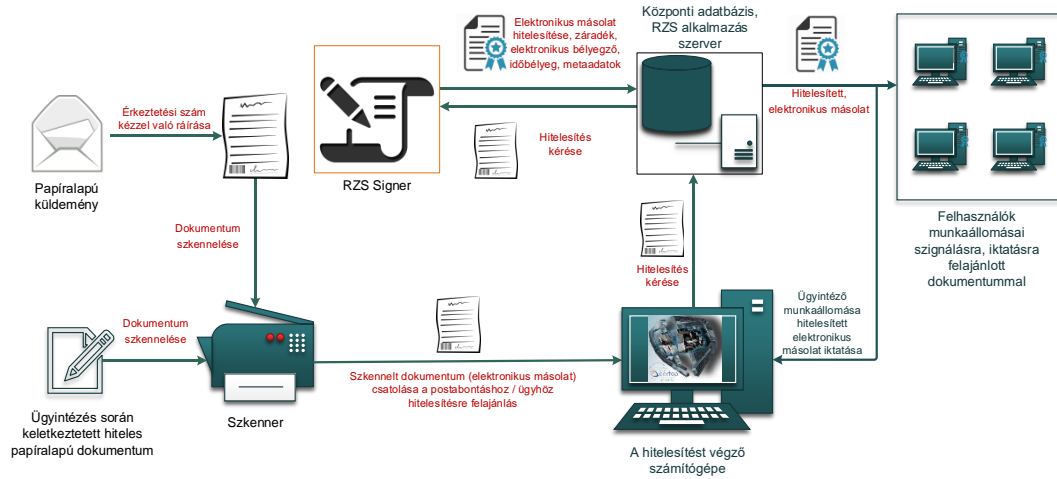 Elektronikus másolat
hitelesítése, záradék,
elektronikus bélyegző,
időbélyeg, metaadatok
Központi adatbázis,
RZS alkalmazás
szerver
Érkeztetési szám
kézzel való ráírása
Hitelesítés
kérése
Hitelesített,
elektronikus másolat
Papíralapú
küldemény
RZS Signer
Felhasználók
munkaállomásai
szignálásra, iktatásra
felajánlott
dokumentummal
Dokumentum
szkennelése
Hitelesítés
kérése
Dokumentum
szkennelése
Ügyintéző
munkaállomása
hitelesített
elektronikus
másolat iktatása
Szkennelt dokumentum (elektronikus másolat)
csatolása a postabontáshoz / ügyhöz
hitelesítésre felajánlás
Ügyintézés során
keletkeztetett hiteles
papíralapú dokumentum
Szkenner
A hitelesítést végző
számítógépe